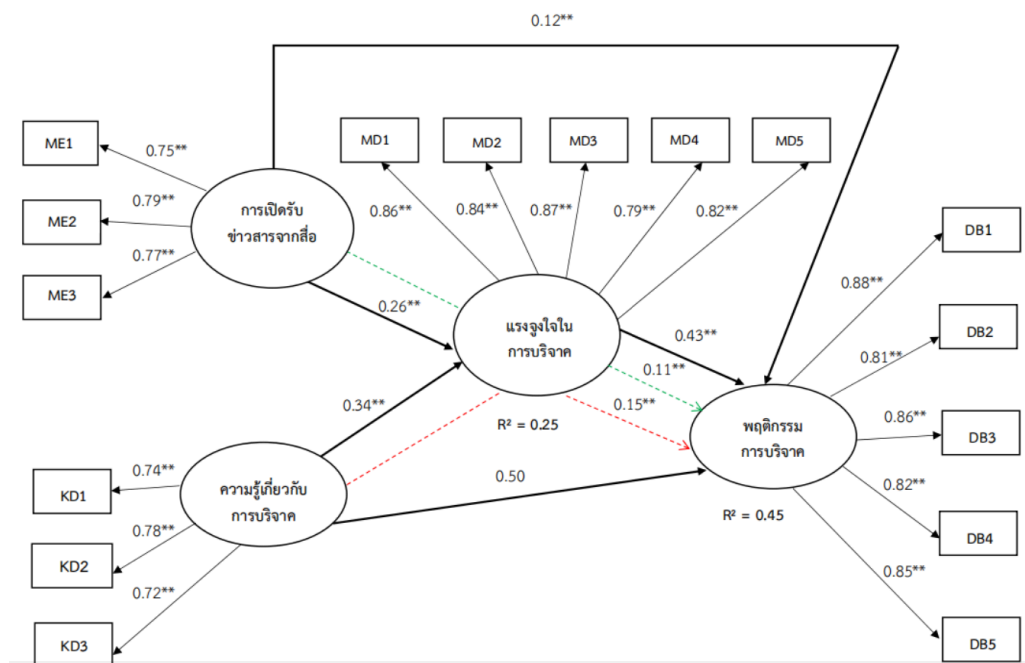 0.12**
ME1
ME2
ME3
0.75**
0.79**
0.77**
การเปิดรับ
ข่าวสารจากสื่อ
MD1
MD2
MD3
MD4
MD5
0.86**
0.84**
0.87**
0.79**
0.82**
0.26**
แรงจูงใจใน
การบริจาค
R² = 0.25
0.34**
0.43**
0.11**
0.15**
0.50
KD1
KD2
KD3
0.74**
0.78**
0.72**
ความรู้เกี่ยวกับ
การบริจาค
พฤติกรรม
การบริจาค
R² = 0.45
0.88**
0.81**
0.86**
0.82**
0.85**
DB1
DB2
DB3
DB4
DB5